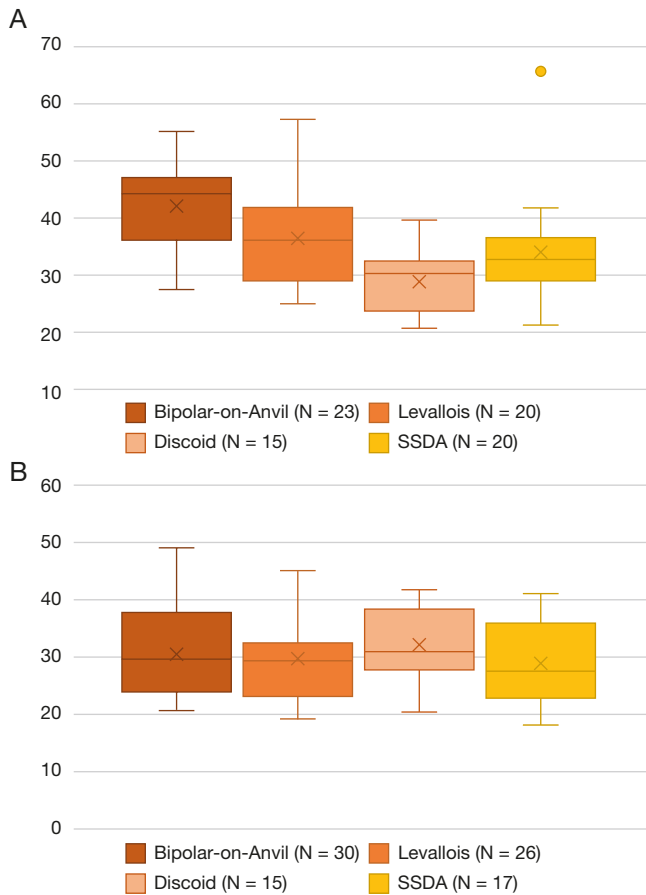 A
70
60
50
40
30
20
10
Bipolar-on-Anvil (N = 23) Levallois (N = 20)
Discoid (N = 15) SSDA (N = 20)
B
60
50
40
30
20
10
0
Bipolar-on-Anvil (N = 30) Levallois (N = 26)
Discoid (N = 15) SSDA (N = 17)